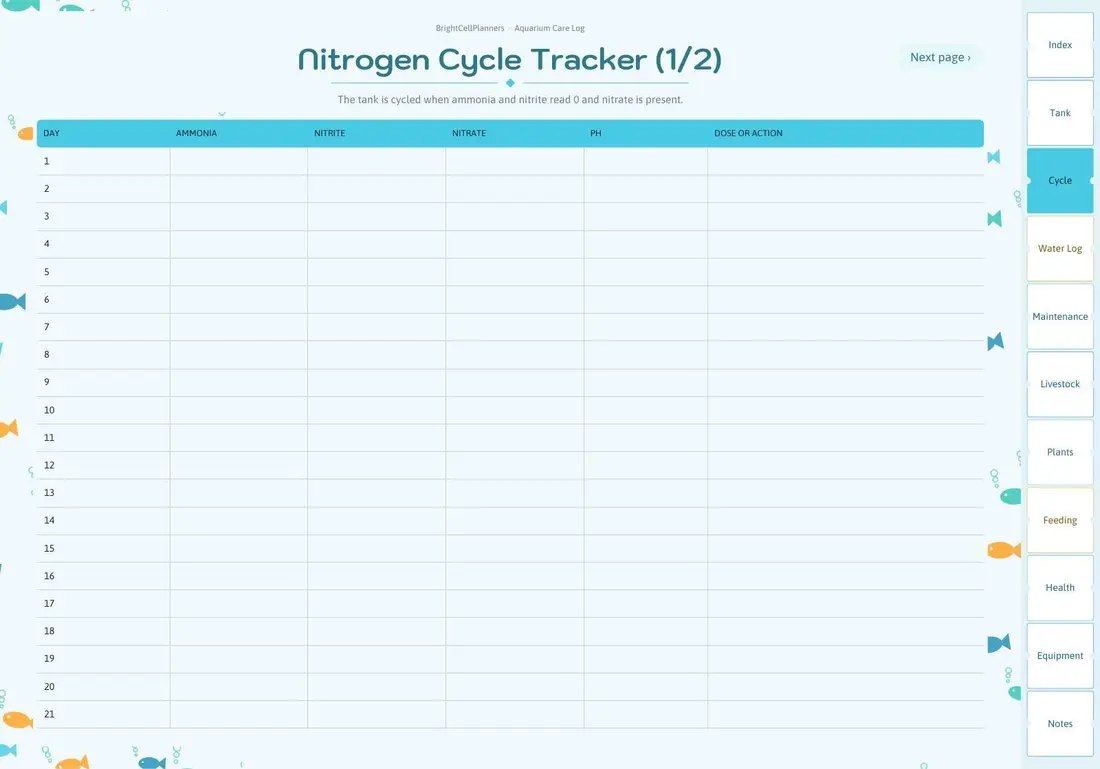 BrightCellPlanners · Aquarium Care Log
Nitrogen Cycle Tracker (1/2)
Next page ›
The tank is cycled when ammonia and nitrite read 0 and nitrate is present.
DAY AMMONIA NITRITE NITRATE PH DOSE OR ACTION
1
2
3
4
5
6
7
8
9
10
11
12
13
14
15
16
17
18
19
20
21
Index
Tank
Cycle
Water Log
Maintenance
Livestock
Plants
Feeding
Health
Equipment
Notes